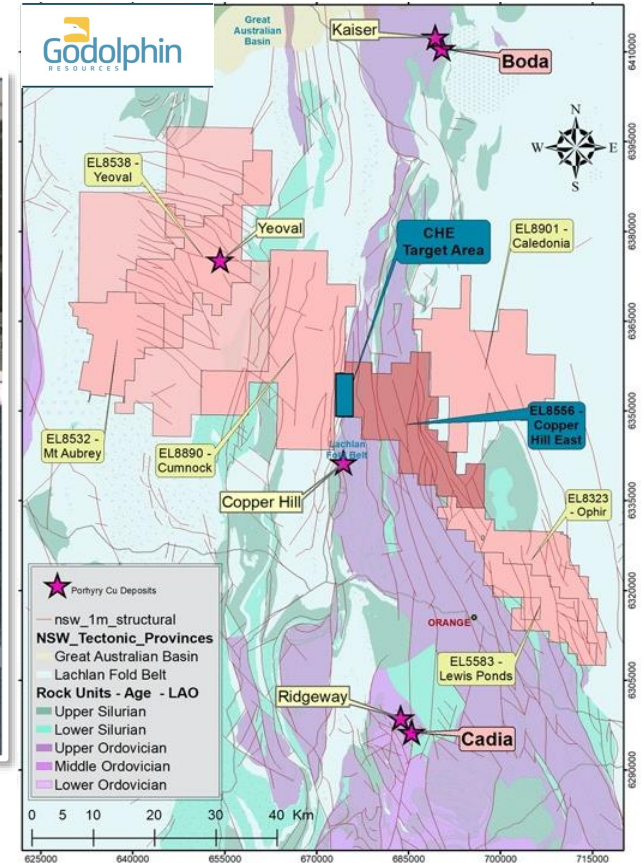 Godolphin
RESOURCES
Great
Australian
Basin
Kaiser
Boda
6410000
N
W E
S
6395000
EL8538 -
Yeoval
Yeoval
CHE
Target Area
EL8901 -
Caledonia
6380000
6365000
6350000
EL8556 -
Copper
Hill East
EL8532 -
Mt Aubrey
EL8890 -
Cumnock
Lachlan
Fold Belt
Copper Hill
6335000
EL8323
- Ophir
6320000
ORANGE
EL5583 -
Lewis Ponds
6305000
Ridgeway
Cadia
6290000
Porhyry Cu Deposits
nsw_1m_structural
NSW_Tectonic_Provinces
Great Australian Basin
Lachlan Fold Belt
Rock Units - Age - LAO
Upper Silurian
Lower Silurian
Upper Ordovician
Middle Ordovician
Lower Ordovician
0 5 10 20 30 40 Km
625000 640000 655000 670000 685000 700000 715000